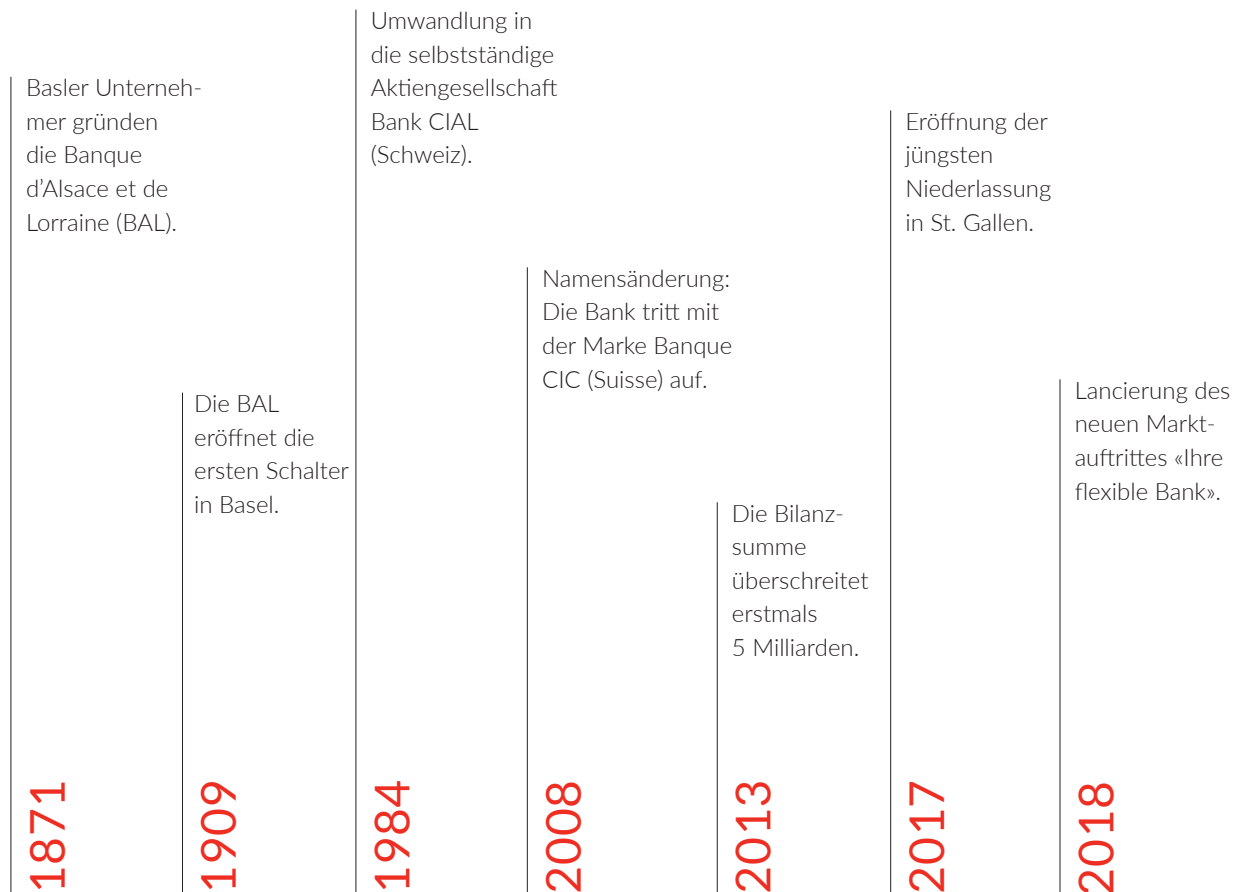 Basler Unterneh-
mer gründen
die Banque
d’Alsace et de
Lorraine (BAL).
1871
Die BAL
eröffnet die
ersten Schalter
in Basel.
1909
Umwandlung in
die selbstständige
Aktiengesellschaft
Bank CIAL
(Schweiz).
1984
Namensänderung:
Die Bank tritt mit
der Marke Banque
CIC (Suisse) auf.
2008
Die Bilanz-
summe
überschreitet
erstmals
5 Milliarden.
2013
Eröffnung der
jüngsten
Niederlassung
in St. Gallen.
2017
Lancierung des
neuen Markt-
auftrittes «Ihre
flexible Bank».
2018